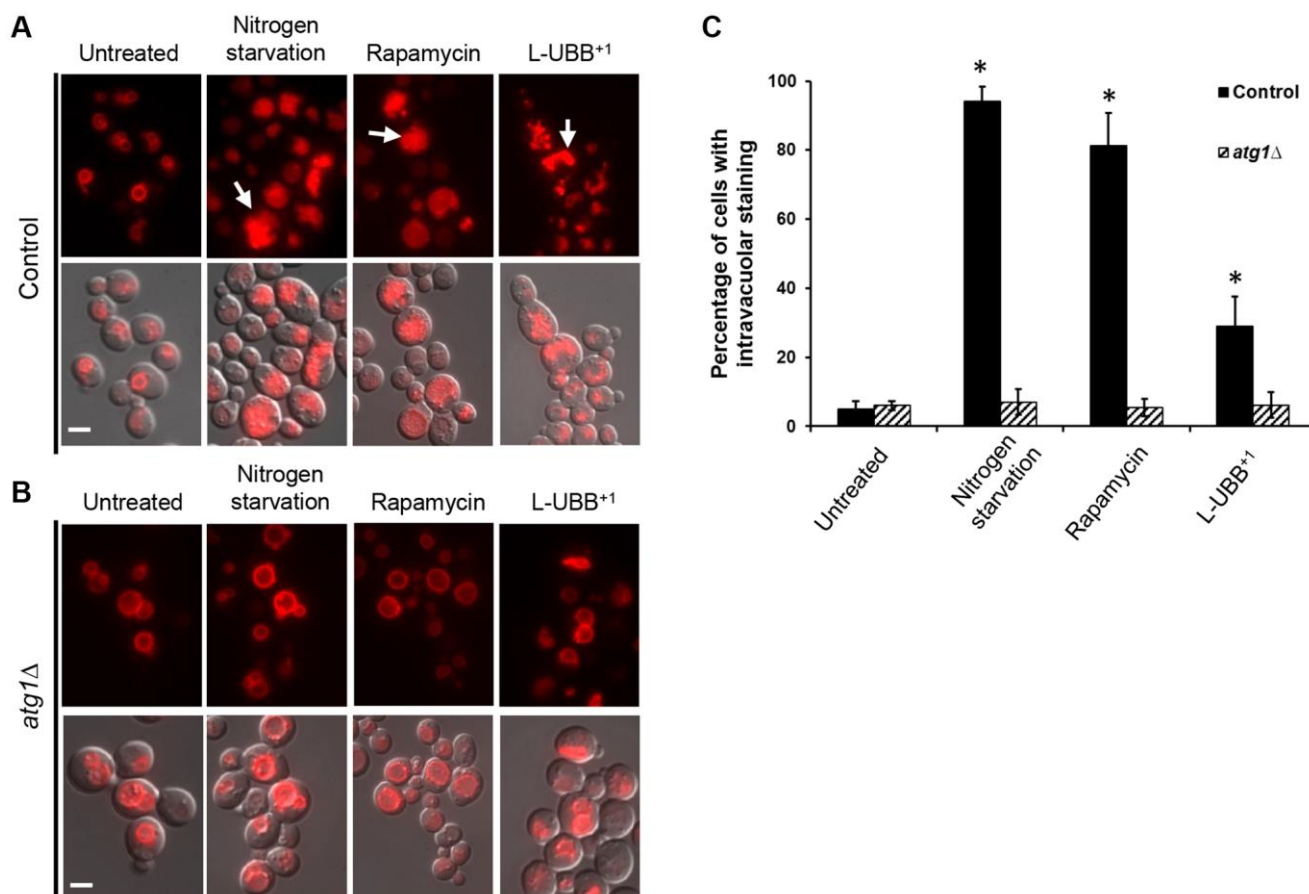 A
Untreated
Nitrogen
starvation
Rapamycin
L-UBB⁺¹
Control
B
Untreated
Nitrogen
starvation
Rapamycin
L-UBB⁺¹
atg1Δ
C
Percentage of cells with
intravacuolar staining
100
80
60
40
20
0
*
*
*
Control
atg1Δ
Untreated
Nitrogen
starvation
Rapamycin
L-UBB⁺¹